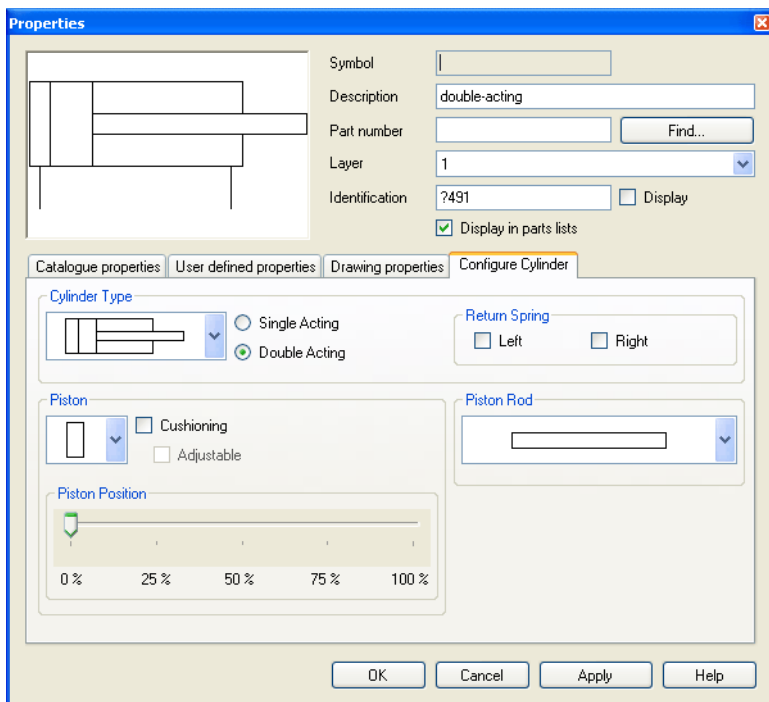 Properties
Symbol
Description double-acting
Part number Find...
Layer 1
Identification ?491 Display
Display in parts lists
Catalogue properties User defined properties Drawing properties Configure Cylinder
Cylinder Type
Single Acting
Double Acting
Return Spring
Left Right
Piston
Cushioning
Adjustable
Piston Rod
Piston Position
0 % 25 % 50 % 75 % 100 %
OK Cancel Apply Help